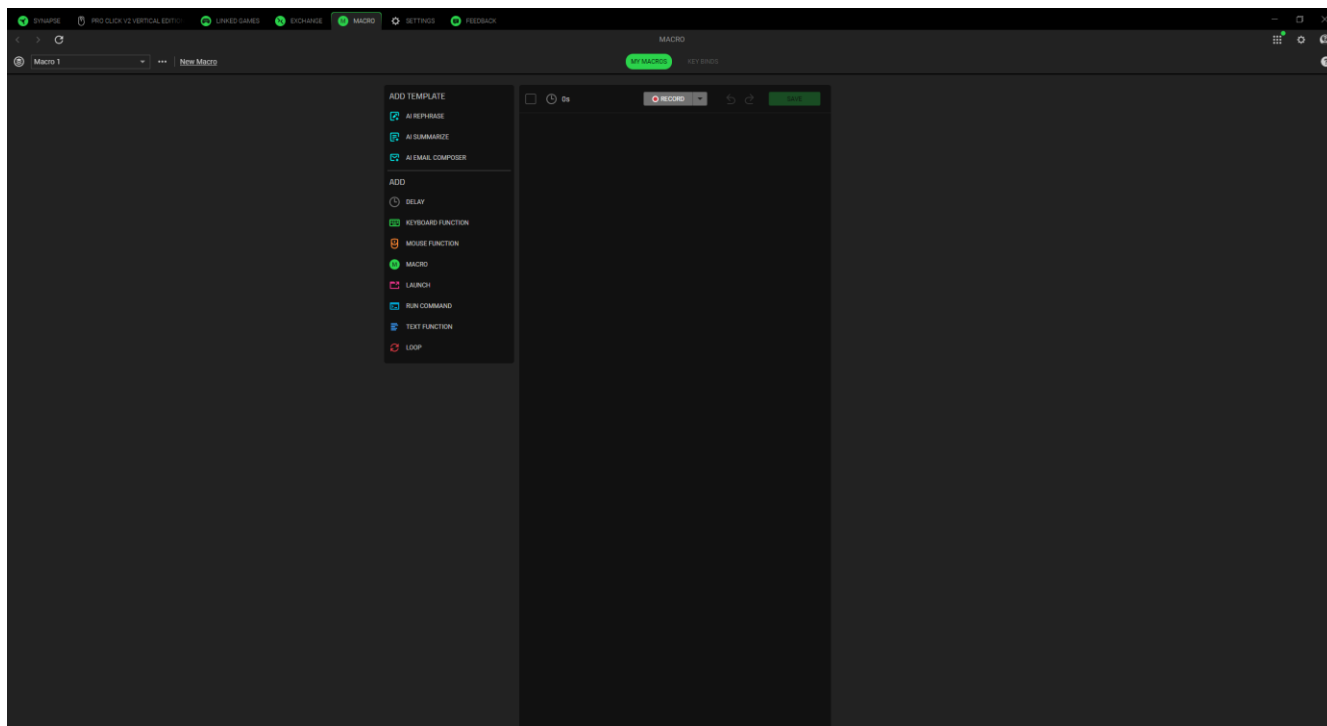 SYNAPSE PRO CLICK V2 VERTICAL EDITIO LINKED GAMES EXCHANGE MACRO SETTINGS FEEDBACK
MACRO
Macro 1 New Macro MY MACROS KEY BINDS
ADD TEMPLATE
0s RECORD SAVE
AI REPHRASE
AI SUMMARIZE
AI EMAIL COMPOSER
ADD
DELAY
KEYBOARD FUNCTION
MOUSE FUNCTION
MACRO
LAUNCH
RUN COMMAND
TEXT FUNCTION
LOOP